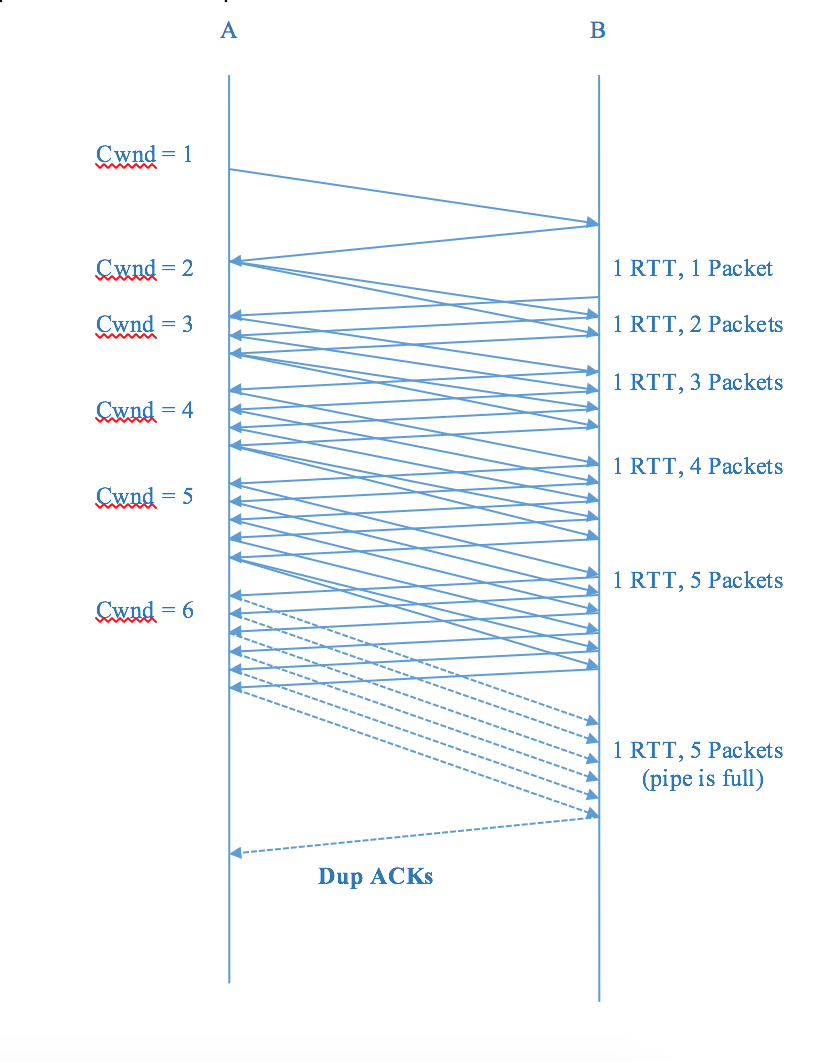 A B
Cwnd = 1
Cwnd = 2 1 RTT, 1 Packet
Cwnd = 3 1 RTT, 2 Packets
1 RTT, 3 Packets
Cwnd = 4
1 RTT, 4 Packets
Cwnd = 5
1 RTT, 5 Packets
Cwnd = 6
1 RTT, 5 Packets
(pipe is full)
Dup ACKs